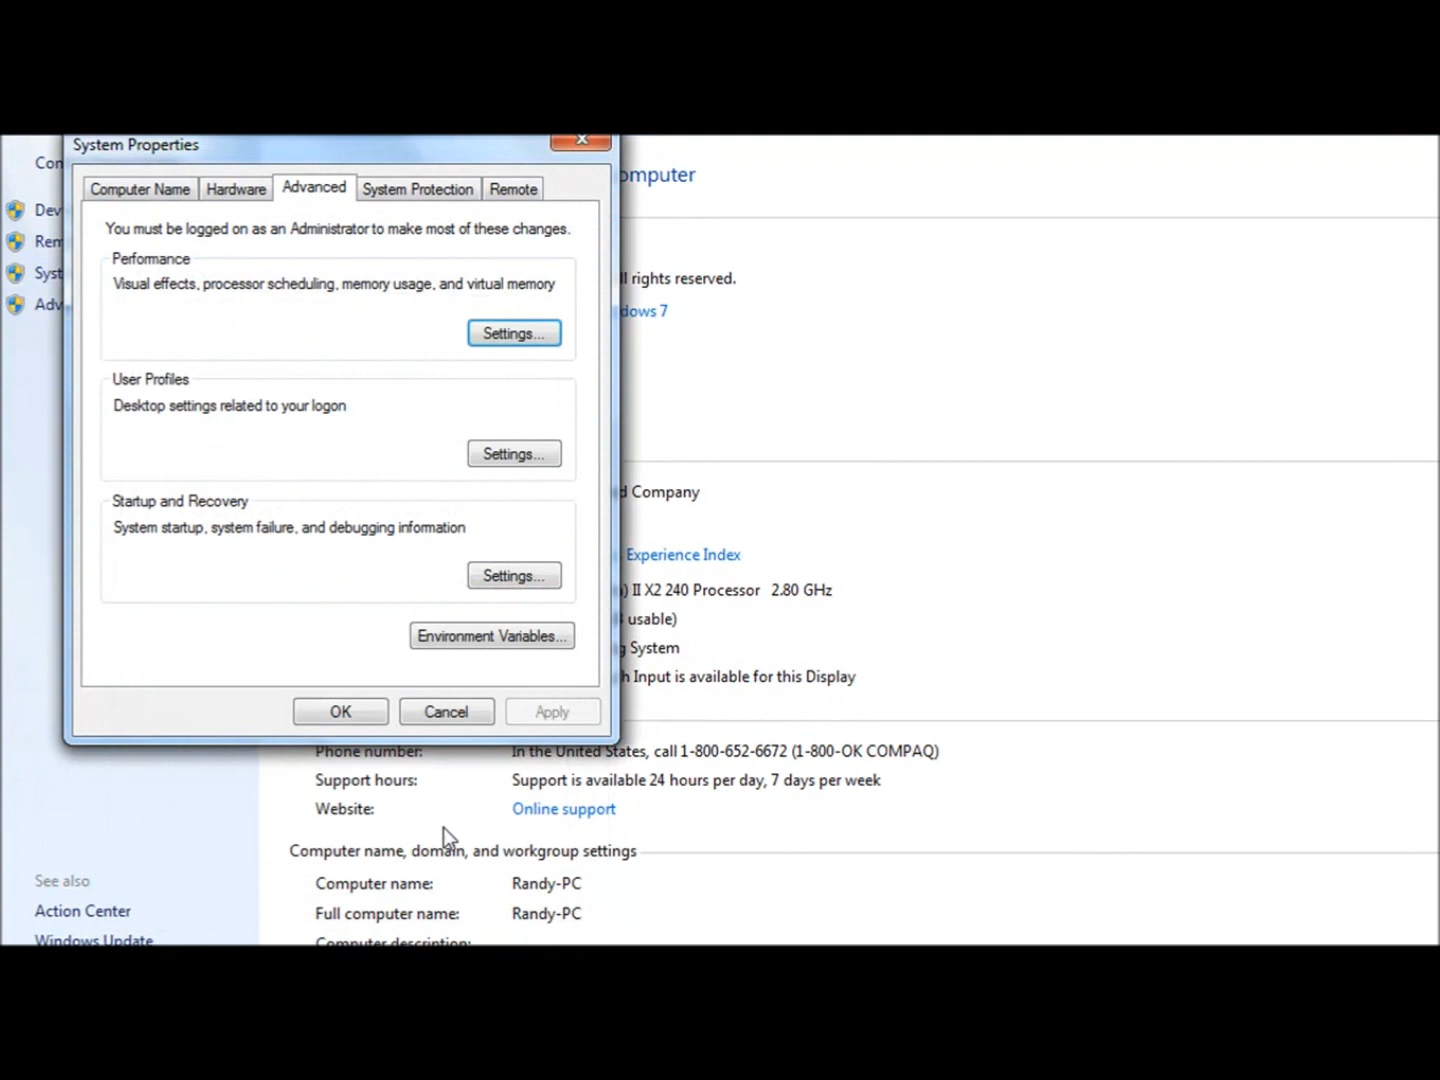 System Properties
Computer Name Hardware Advanced System Protection Remote
You must be logged on as an Administrator to make most of these changes.
Performance
Visual effects, processor scheduling, memory usage, and virtual memory
Settings...
User Profiles
Desktop settings related to your logon
Settings...
Startup and Recovery
System startup, system failure, and debugging information
Settings...
Environment Variables...
OK Cancel Apply
Con
Dev
Rem
Syst
Adv
See also
Action Center
Windows Update
omputer
ll rights reserved.
dows 7
d Company
Experience Index
) II X2 240 Processor 2.80 GHz
usable)
g System
h Input is available for this Display
Phone number: In the United States, call 1-800-652-6672 (1-800-OK COMPAQ)
Support hours: Support is available 24 hours per day, 7 days per week
Website: Online support
Computer name, domain, and workgroup settings
Computer name: Randy-PC
Full computer name: Randy-PC
Computer description: